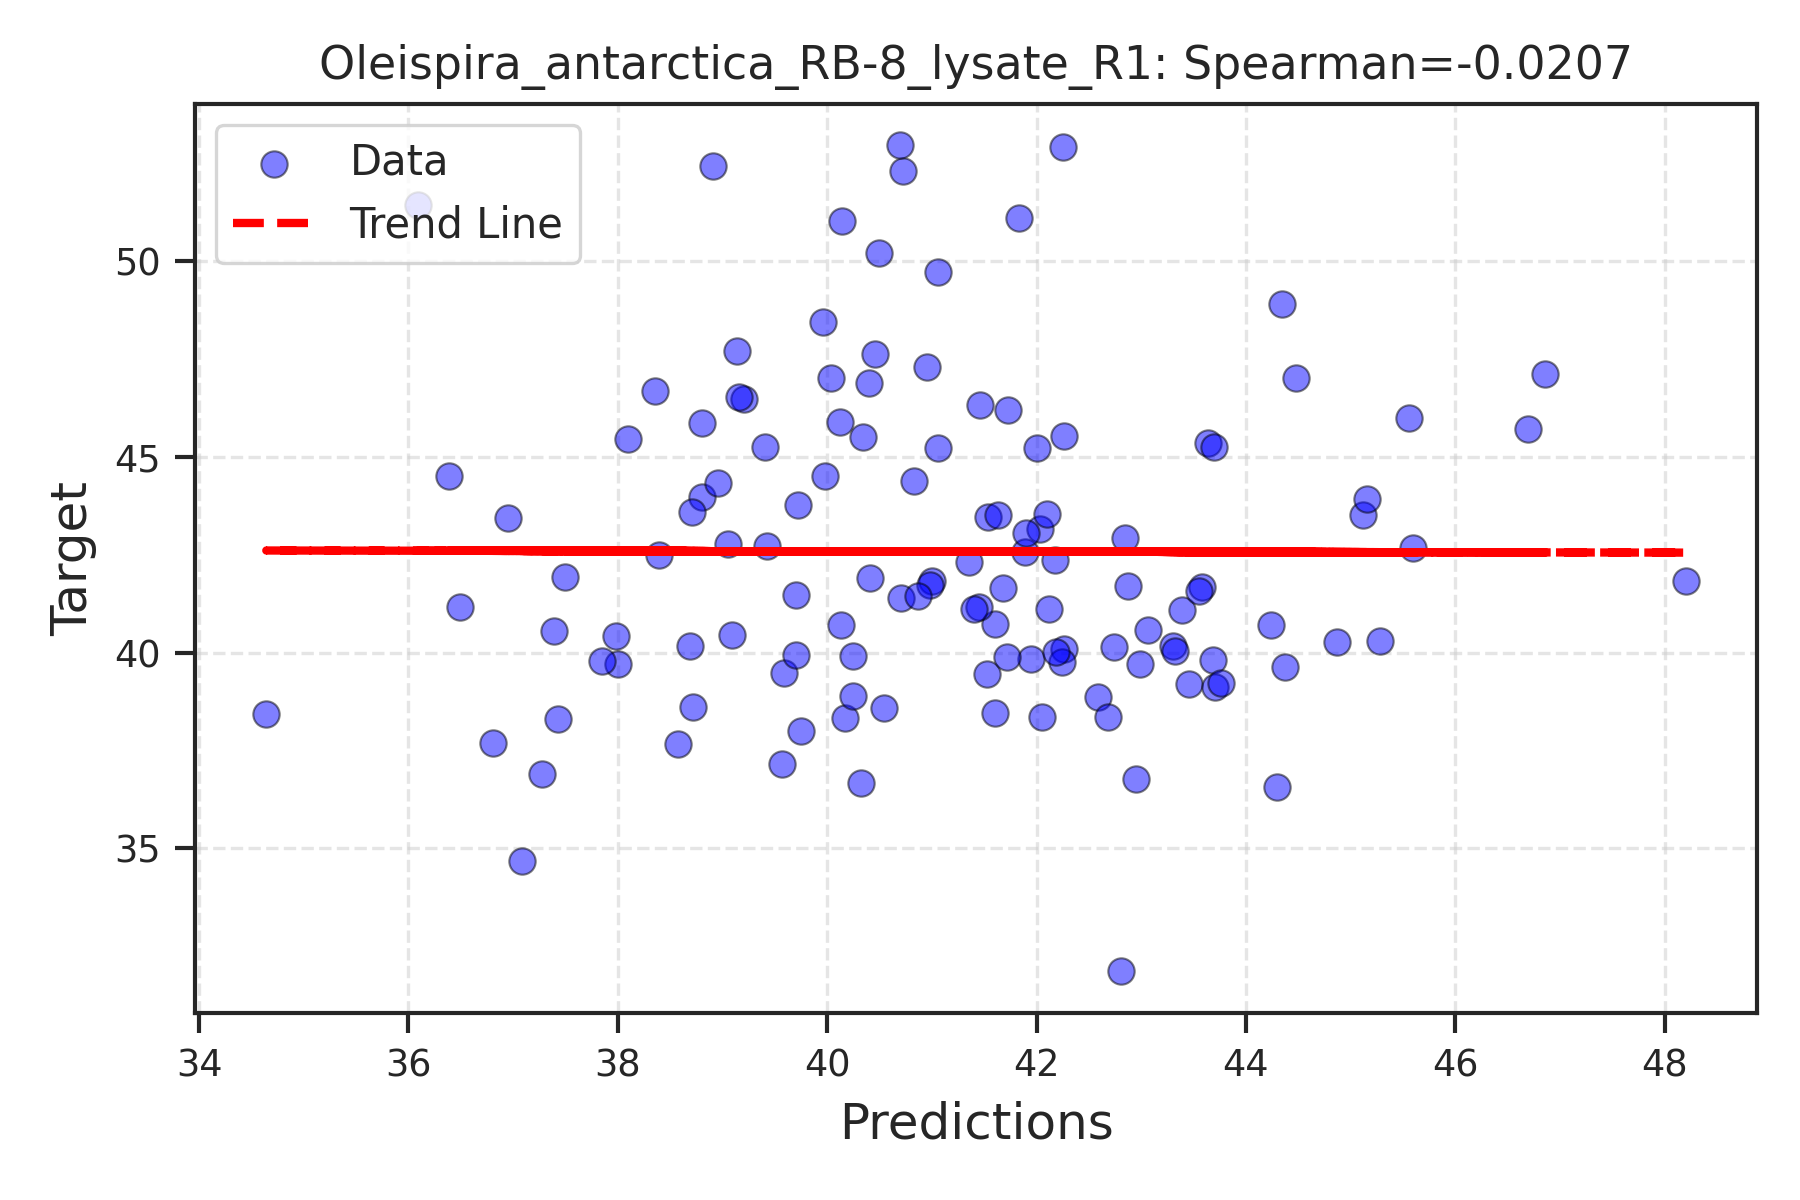 Oleispira_antarctica_RB-8_lysate_R1: Spearman=-0.0207
Data
Trend Line
50
45
40
35
Target
34 36 38 40 42 44 46 48
Predictions